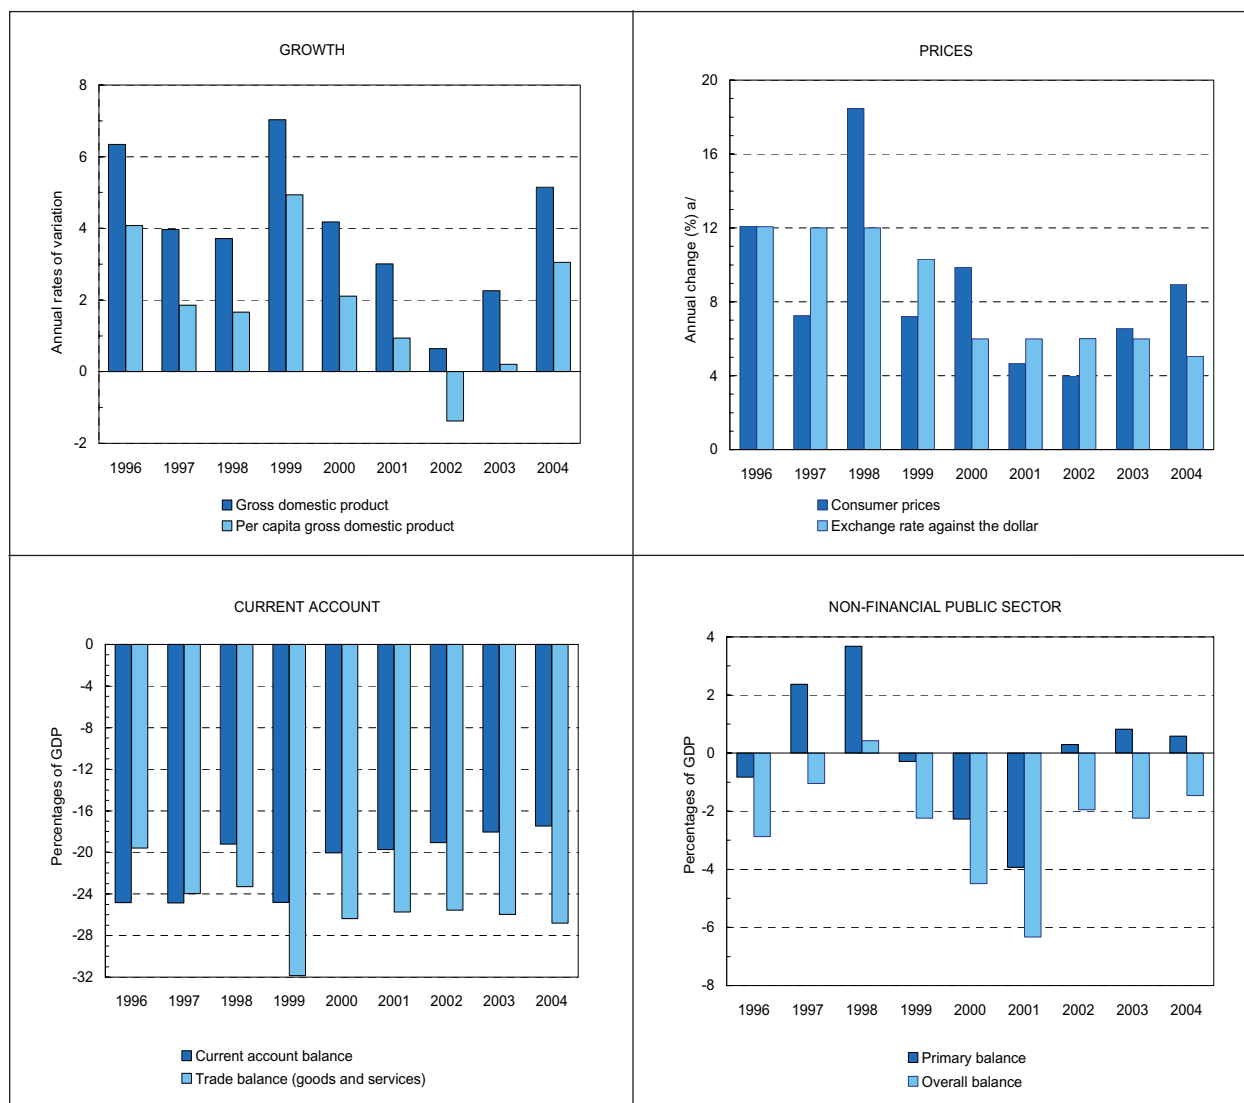 GROWTH
8
6
4
2
0
-2
Annual rates of variation
1996 1997 1998 1999 2000 2001 2002 2003 2004
Gross domestic product
Per capita gross domestic product
PRICES
20
16
12
8
4
0
Annual change (%) a/
1996 1997 1998 1999 2000 2001 2002 2003 2004
Consumer prices
Exchange rate against the dollar
CURRENT ACCOUNT
0
-4
-8
-12
-16
-20
-24
-28
-32
Percentages of GDP
1996 1997 1998 1999 2000 2001 2002 2003 2004
Current account balance
Trade balance (goods and services)
NON-FINANCIAL PUBLIC SECTOR
4
2
0
-2
-4
-6
-8
Percentages of GDP
1996 1997 1998 1999 2000 2001 2002 2003 2004
Primary balance
Overall balance